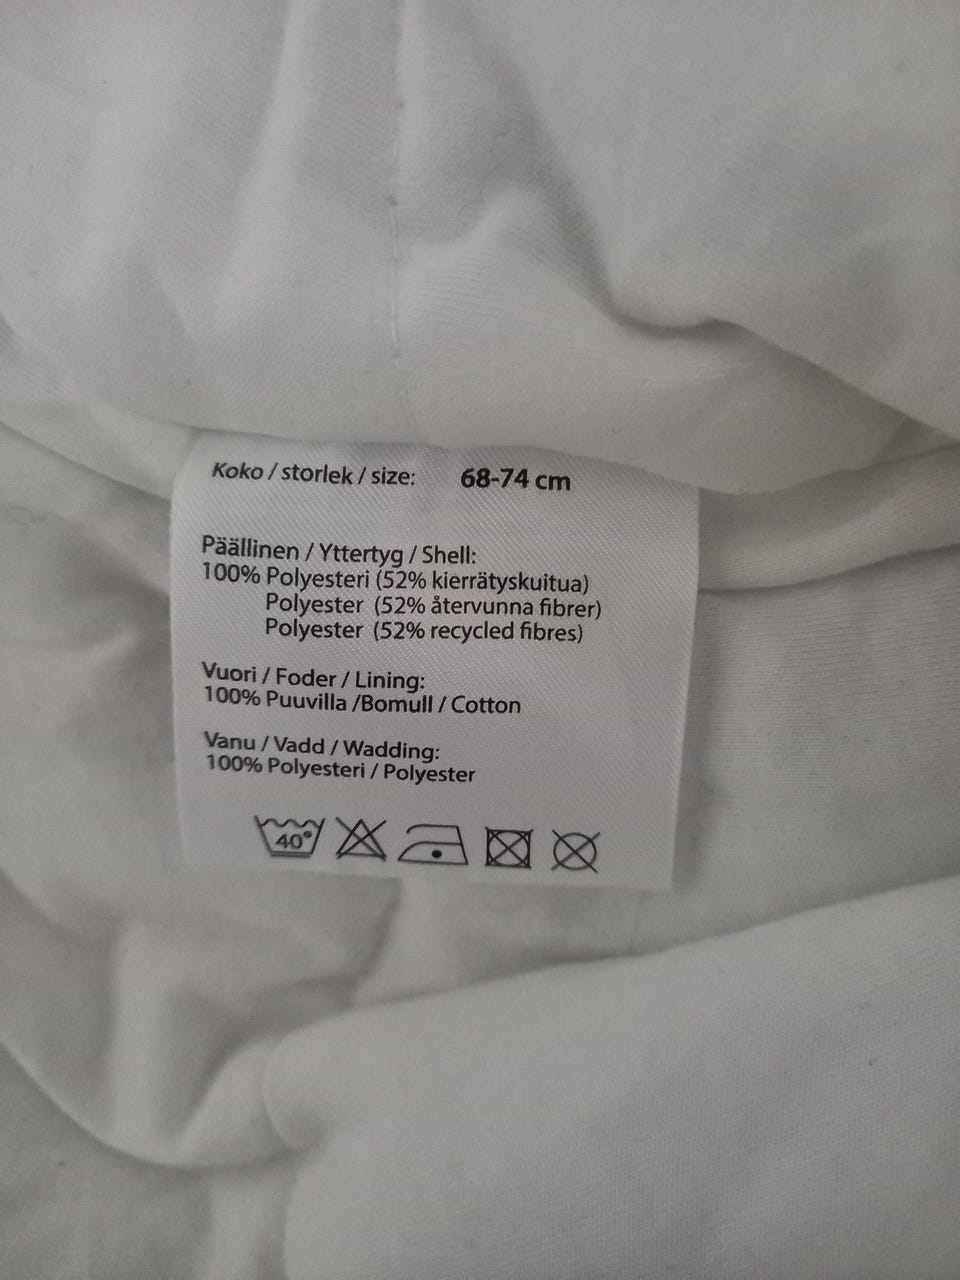 Koko / storlek / size: 68-74 cm
Päällinen / Yttertyg / Shell:
100% Polyesteri (52% kierrätyskuitua)
Polyester (52% återvunna fibrer)
Polyester (52% recycled fibres)
Vuori / Foder / Lining:
100% Puuvilla /Bomull / Cotton
Vanu / Vadd / Wadding:
100% Polyesteri / Polyester
40°